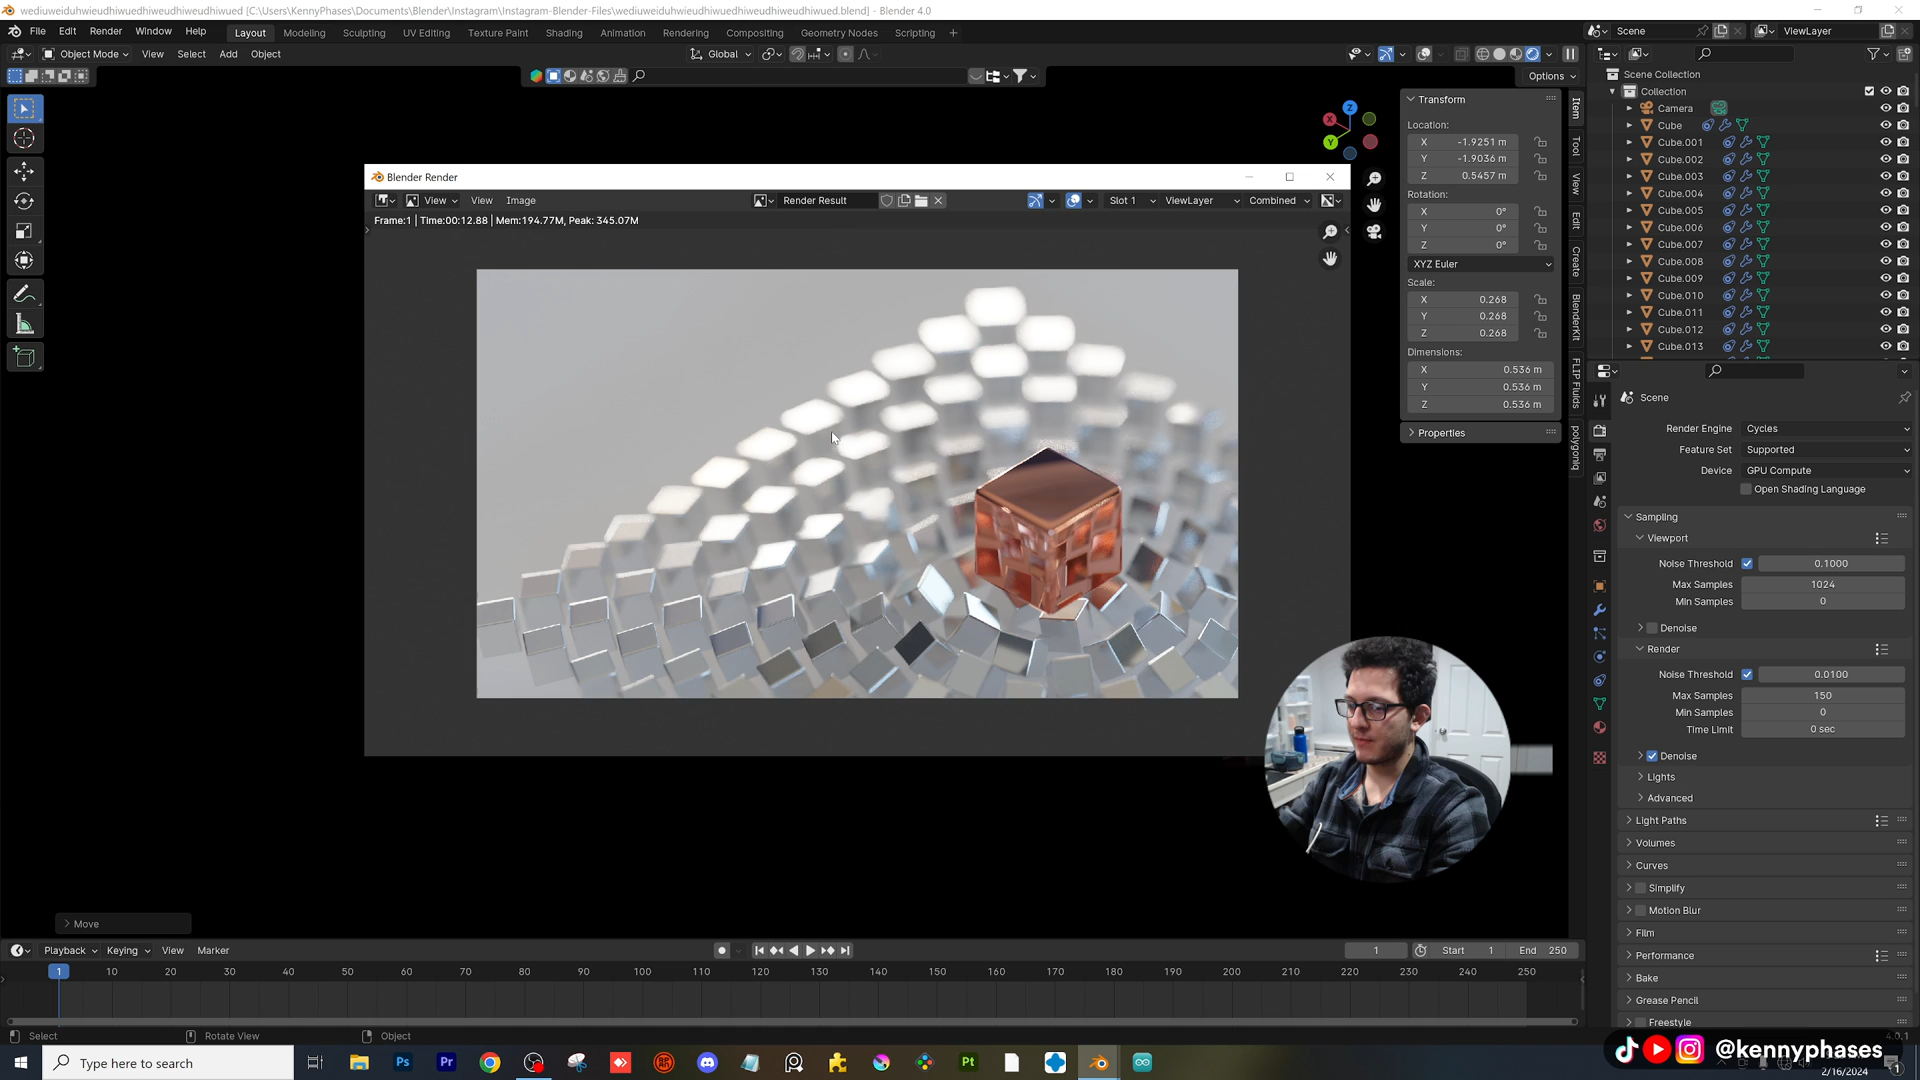 wediuweiduhwieudhiwuedhiweudhiweudhiweudhiwued [C:\Users\KennyPhases\Documents\Blender\Instagram\Instagram-Blender-Files\wediuweiduhwieudhiwuedhiweudhiweudhiweudhiwued.blend] - Blender 4.0
File Edit Render Window Help Layout Modeling Sculpting UV Editing Texture Paint Shading Animation Rendering Compositing Geometry Nodes Scripting + Scene ViewLayer
Object Mode View Select Add Object Global
Options
Transform
Location:
X -1.9251 m
Y -1.9036 m
Z 0.5457 m
Rotation:
X 0°
Y 0°
Z 0°
XYZ Euler
Scale:
X 0.268
Y 0.268
Z 0.268
Dimensions:
X 0.536 m
Y 0.536 m
Z 0.536 m
Properties
Item
Tool
View
Edit
Create
BlenderKit
FLIP Fluids
polygoniq
X
Y
Z
Blender Render
View View Image Render Result Slot 1 ViewLayer Combined
Frame:1 | Time:00:12.88 | Mem:194.77M, Peak: 345.07M
Scene Collection
Collection
Camera
Cube
Cube.001
Cube.002
Cube.003
Cube.004
Cube.005
Cube.006
Cube.007
Cube.008
Cube.009
Cube.010
Cube.011
Cube.012
Cube.013
Scene
Render Engine Cycles
Feature Set Supported
Device GPU Compute
Open Shading Language
Sampling
Viewport
Noise Threshold 0.1000
Max Samples 1024
Min Samples 0
Denoise
Render
Noise Threshold 0.0100
Max Samples 150
Min Samples 0
Time Limit 0 sec
Denoise
Lights
Advanced
Light Paths
Volumes
Curves
Simplify
Motion Blur
Film
Performance
Bake
Grease Pencil
Freestyle
Move
Playback Keying View Marker 1 Start 1 End 250
1 10 20 30 40 50 60 70 80 90 100 110 120 130 140 150 160 170 180 190 200 210 220 230 240 250
Select Rotate View Object
Type here to search Ps Pr Pt
@kennyphases
2/16/2024